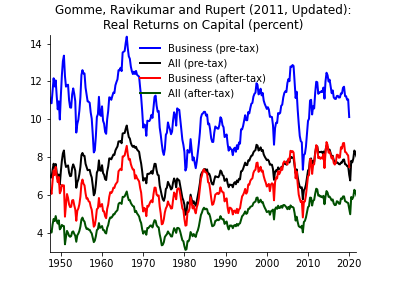 Gomme, Ravikumar and Rupert (2011, Updated):
Real Returns on Capital (percent)
14
12
10
8
6
4
Business (pre-tax)
All (pre-tax)
Business (after-tax)
All (after-tax)
1950 1960 1970 1980 1990 2000 2010 2020